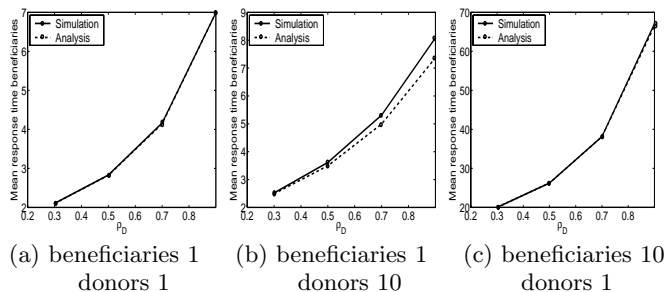 Mean response time beneficiaries
7
6
5
4
3
2
0.2 0.3 0.4 0.5 0.6 0.7 0.8
ρD
Simulation
Analysis
(a) beneficiaries 1
donors 1
Mean response time beneficiaries
9
8
7
6
5
4
3
0.2 0.3 0.4 0.5 0.6 0.7 0.8
ρD
Simulation
Analysis
(b) beneficiaries 1
donors 10
Mean response time beneficiaries
70
60
50
40
30
20
0.2 0.3 0.4 0.5 0.6 0.7 0.8
ρD
Simulation
Analysis
(c) beneficiaries 10
donors 1